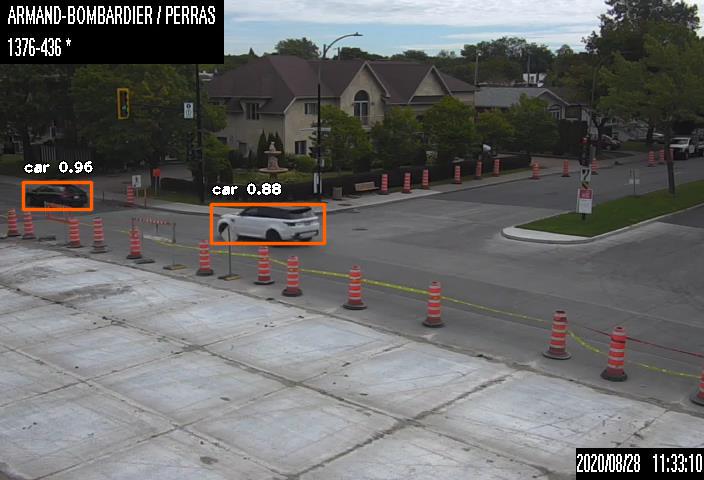 ARMAND-BOMBARDIER / PERRAS
1376-436 *
car 0.96
car 0.88
2020/08/28 11:33:10